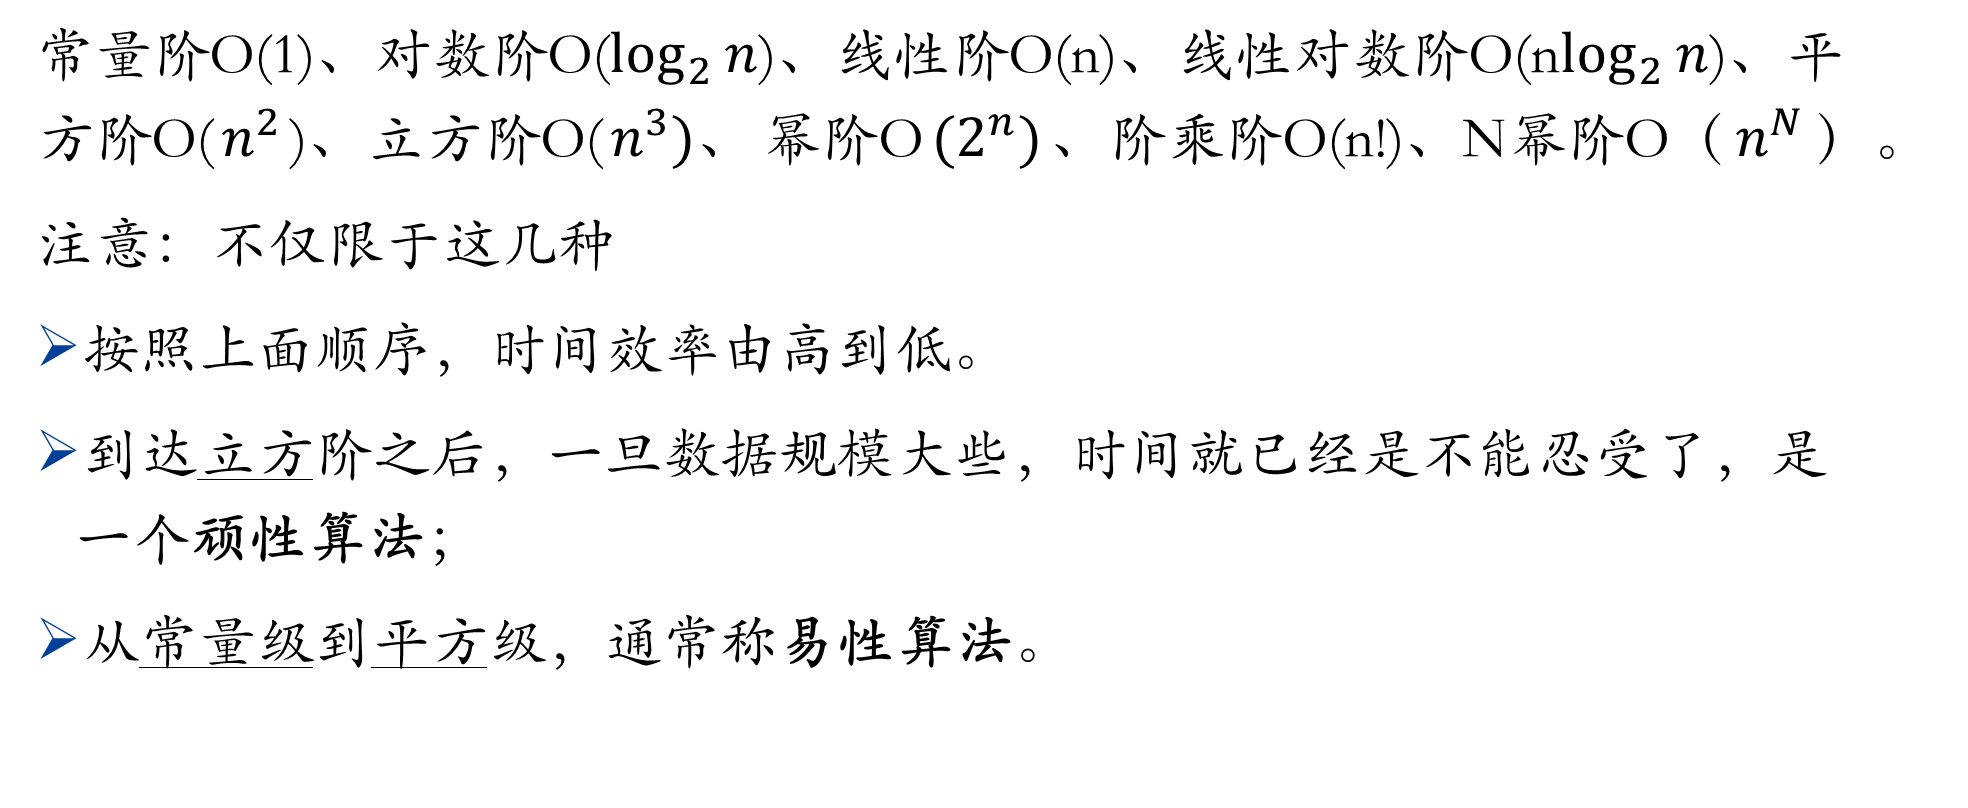 常量阶O(1)、对数阶O(log₂ n)、线性阶O(n)、线性对数阶O(nlog₂ n)、平
方阶O(n²)、立方阶O(n³)、幂阶O(2ⁿ)、阶乘阶O(n!)、N幂阶O（nᴺ）。
注意：不仅限于这几种
➢按照上面顺序，时间效率由高到低。
➢到达立方阶之后，一旦数据规模大些，时间就已经是不能忍受了，是
一个顽性算法；
➢从常量级到平方级，通常称易性算法。